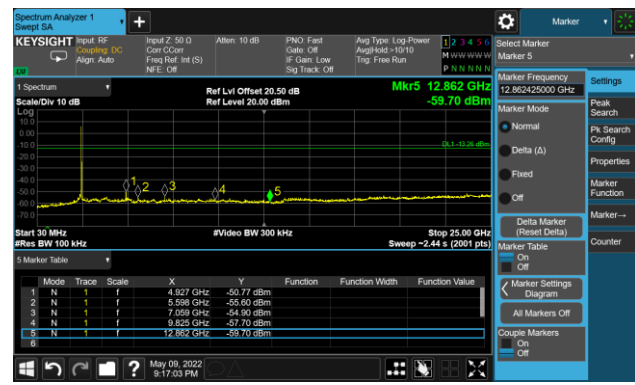 Spectrum Analyzer 1
Swept SA
Marker
KEYSIGHT
Input: RF
Coupling: DC
Align: Auto
Input Z: 50 Ω
Corr CCorr
Freq Ref: Int (S)
NFE: Off
Atten: 10 dB
PNO: Fast
Gate: Off
IF Gain: Low
Sig Track: Off
Avg Type: Log-Power
Avg|Hold:>10/10
Trig: Free Run
1 2 3 4 5 6
M W W W W W
P N N N N N
Select Marker
Marker 5
1 Spectrum
Ref Lvl Offset 20.50 dB
Mkr5 12.862 GHz
Scale/Div 10 dB
Ref Level 20.00 dBm
-59.70 dBm
Log
10.0
0.00
-10.0
DL1 -13.26 dBm
-20.0
-30.0
-40.0
-50.0
-60.0
-70.0
1
2
3
4
5
Start 30 MHz
#Video BW 300 kHz
Stop 25.00 GHz
#Res BW 100 kHz
Sweep ~2.44 s (2001 pts)
5 Marker Table
Mode Trace Scale X Y Function Function Width Function Value
1 N 1 f 4.927 GHz -50.77 dBm
2 N 1 f 5.598 GHz -55.60 dBm
3 N 1 f 7.059 GHz -54.90 dBm
4 N 1 f 9.825 GHz -57.70 dBm
5 N 1 f 12.862 GHz -59.70 dBm
6
Marker Frequency
12.862425000 GHz
Marker Mode
Normal
Delta (Δ)
Fixed
Off
Delta Marker
(Reset Delta)
Marker Table
On
Off
Marker Settings
Diagram
All Markers Off
Couple Markers
On
Off
Settings
Peak
Search
Pk Search
Config
Properties
Marker
Function
Marker→
Counter
?
May 09, 2022
9:17:03 PM